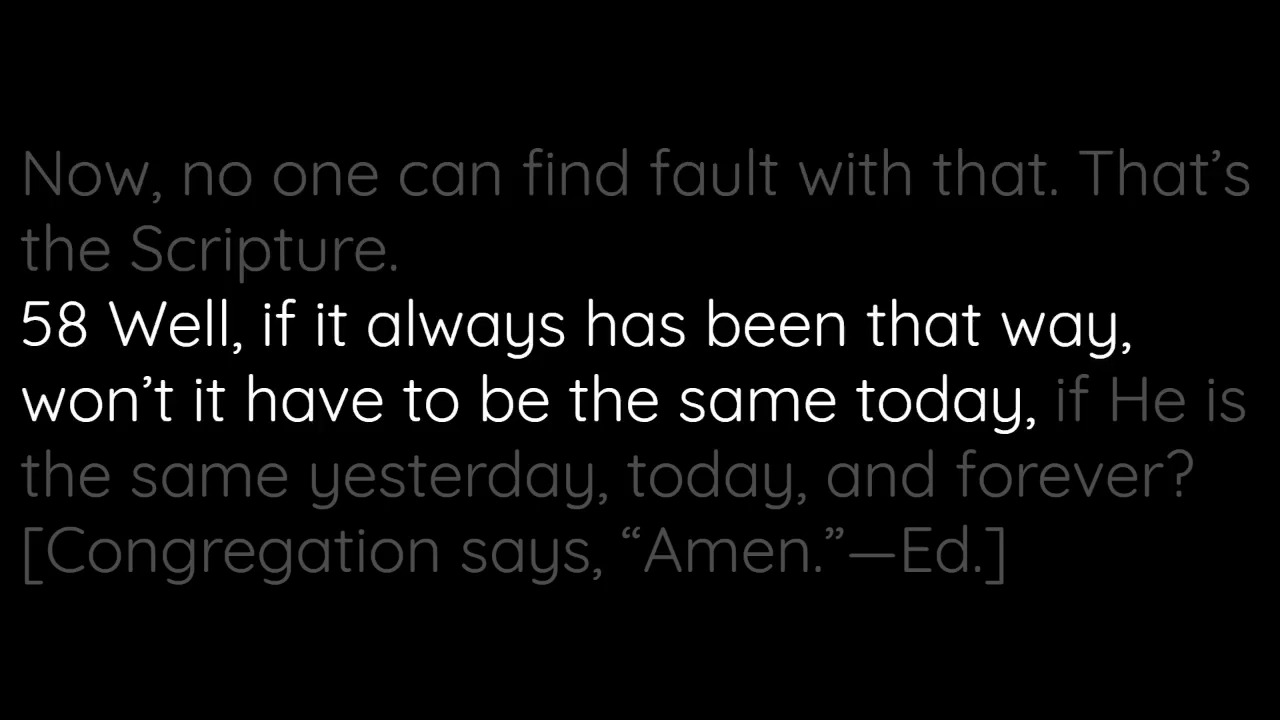 Now, no one can find fault with that. That’s
the Scripture.
58 Well, if it always has been that way,
won’t it have to be the same today, if He is
the same yesterday, today, and forever?
[Congregation says, “Amen.”—Ed.]